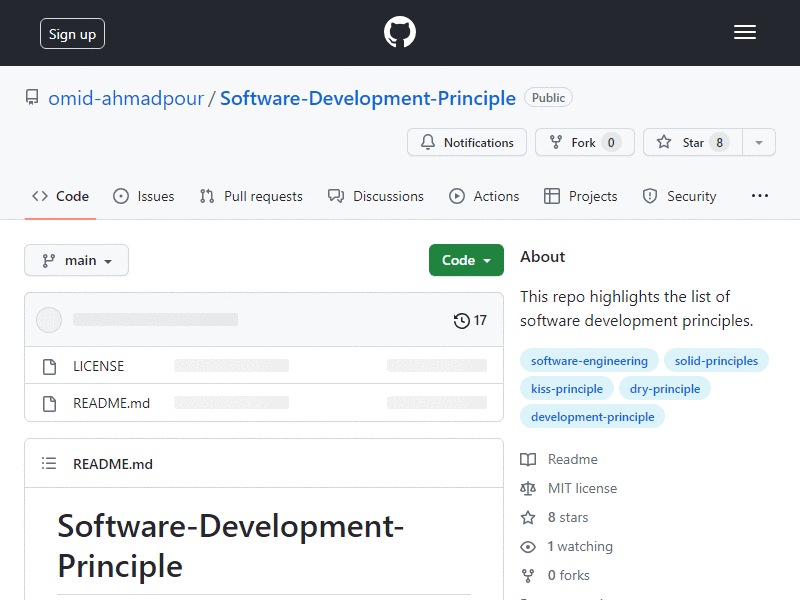 Sign up
omid-ahmadpour / Software-Development-Principle Public
Notifications Fork 0 Star 8
Code Issues Pull requests Discussions Actions Projects Security
main Code
17
LICENSE
README.md
README.md
Software-Development-
Principle
About
This repo highlights the list of
software development principles.
software-engineering solid-principles
kiss-principle dry-principle
development-principle
Readme
MIT license
8 stars
1 watching
0 forks